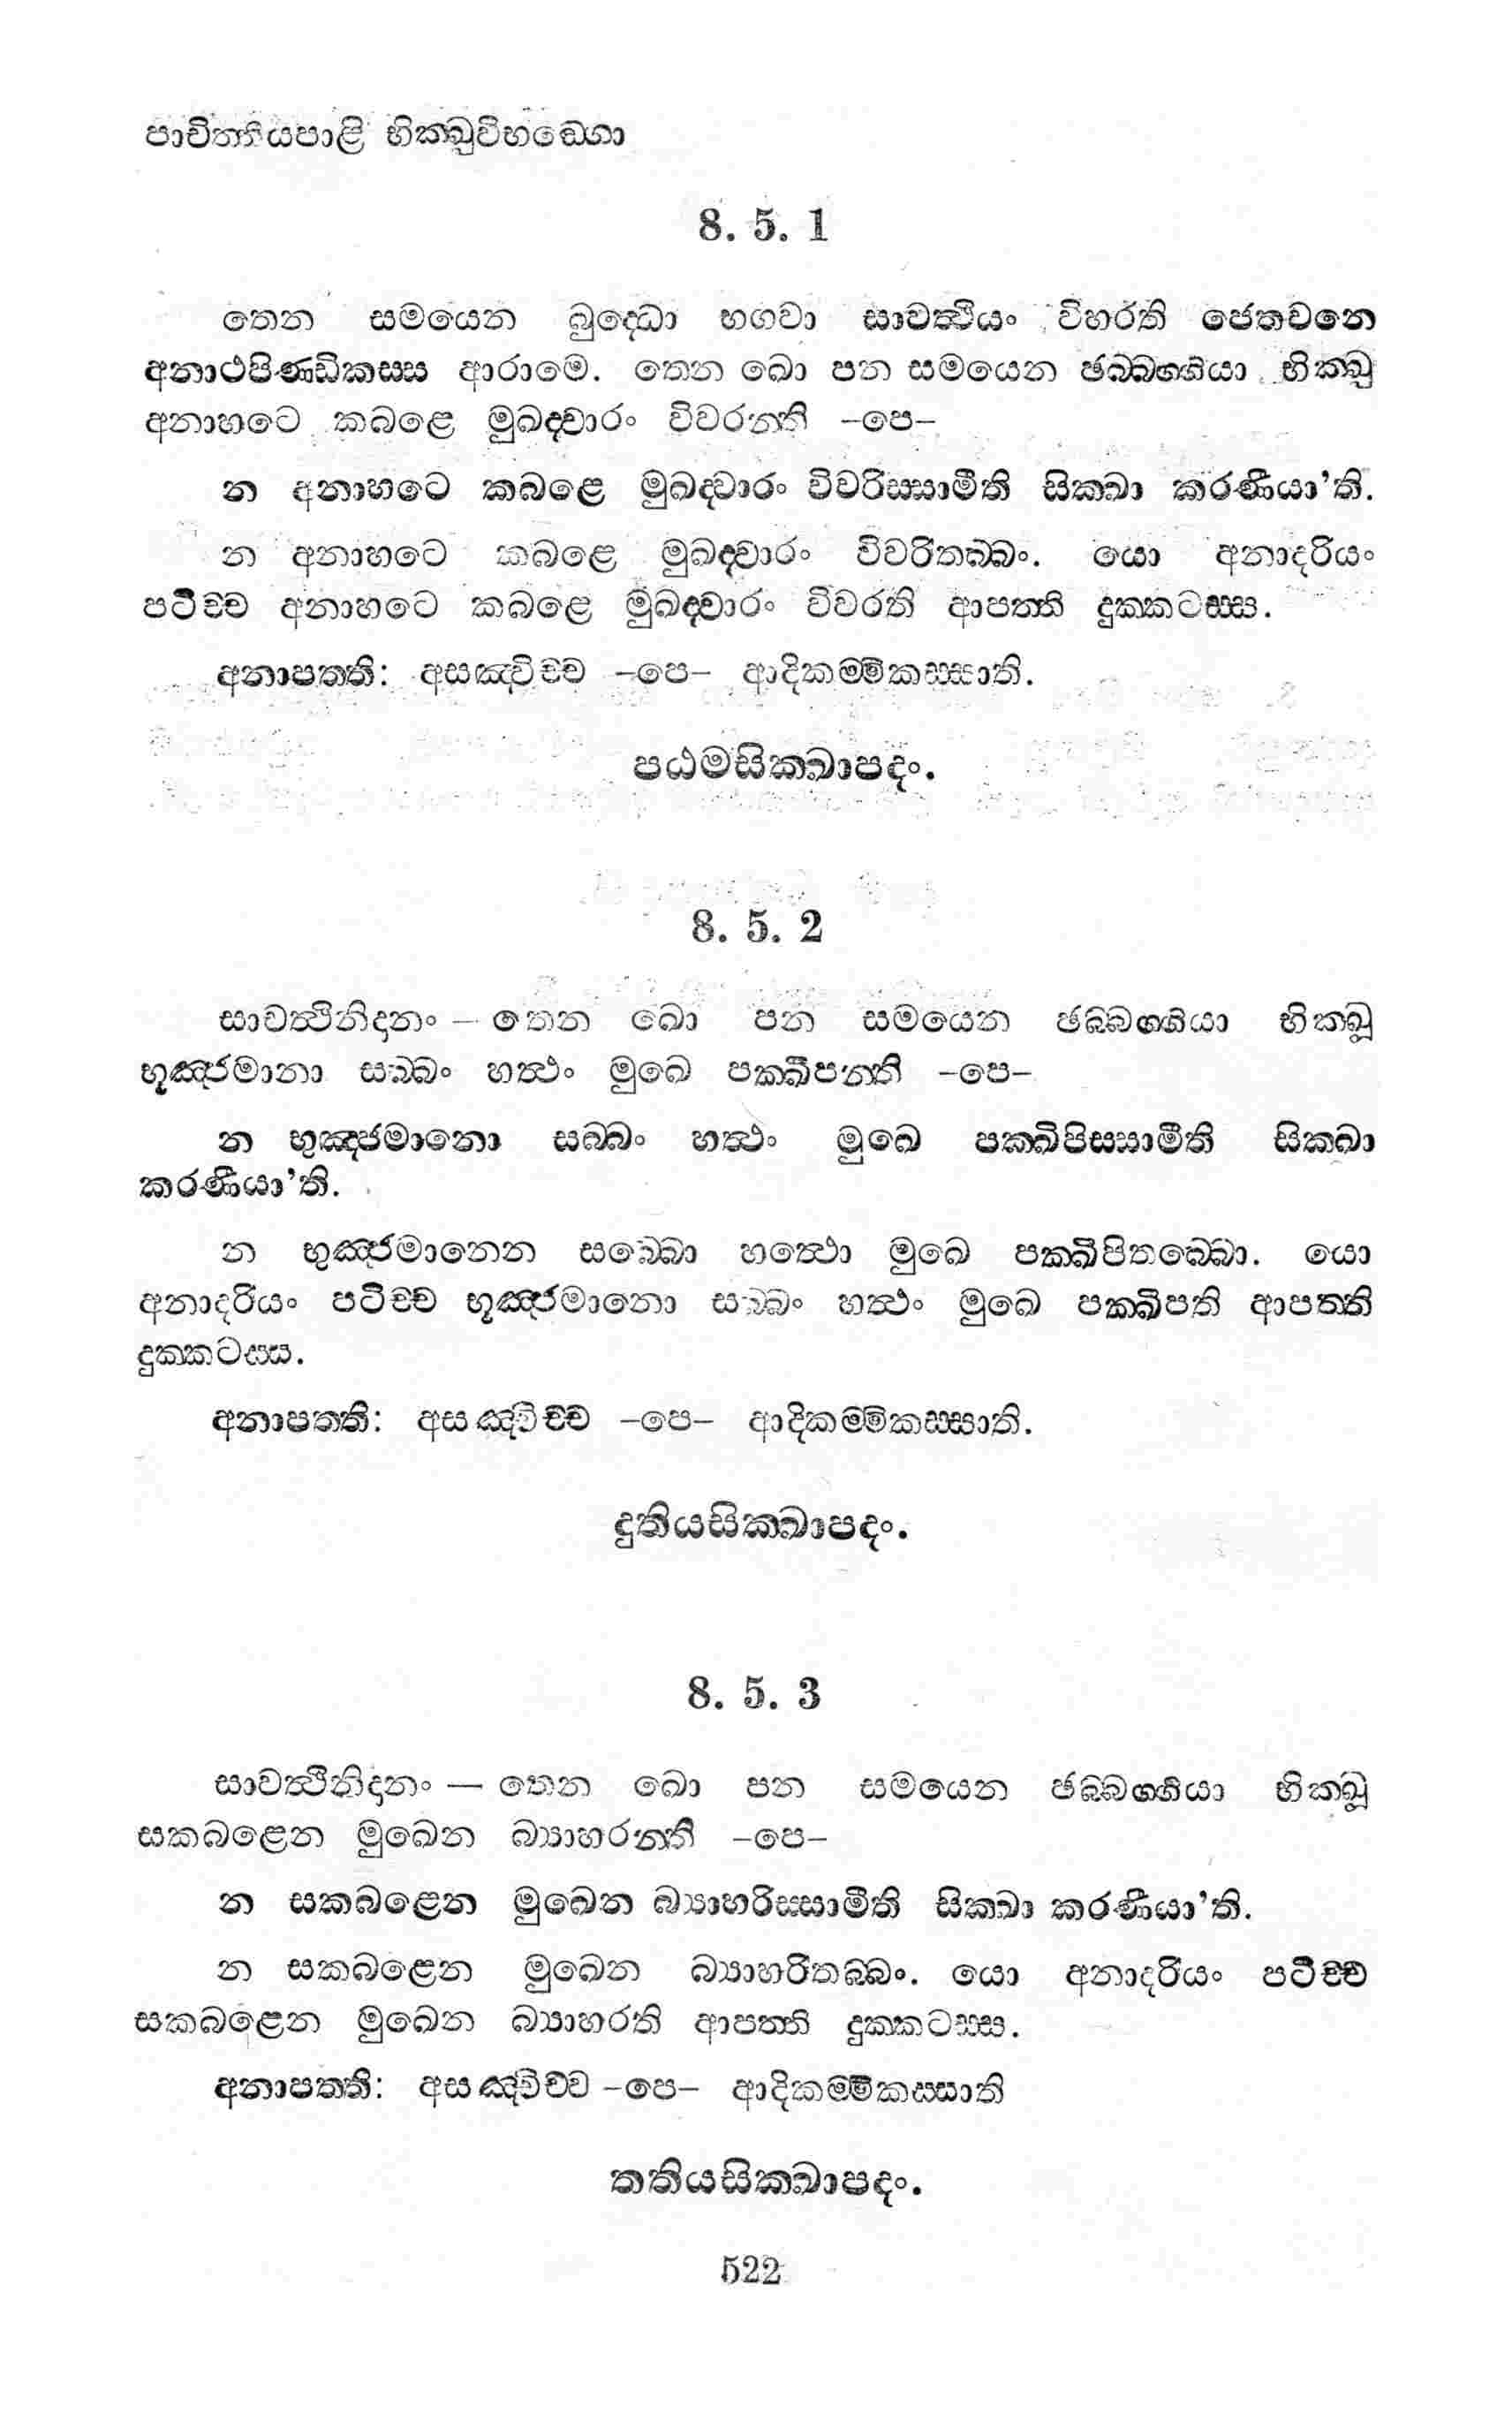 පාචිත්තියපාළි භික්ඛුවිභඞ්ගො
8. 5. 1
තෙන සමයෙන බුද්ධො භගවා සාවත්ථියං විහරති ජෙතවනෙ
අනාථපිණ්ඩිකස්ස ආරාමෙ. තෙන ඛො පන සමයෙන ඡබ්බග්ගියා භික්ඛු
අනාහටෙ කබළෙ මුඛද්වාරං විවරන්ති –පෙ–
න අනාහටෙ කබළෙ මුඛද්වාරං විවරිස්සාමීති සික්ඛා කරණීයා’ති.
න අනාහටෙ කබළෙ මුඛද්වාරං විවරිතබ්බං. යො අනාදරියං
පටිච්ච අනාහටෙ කබළෙ මුඛද්වාරං විවරති ආපත්ති දුක්කටස්ස.
අනාපත්ති: අසඤ්චිච්ච –පෙ– ආදිකම්මිකස්සාති.
පඨමසික්ඛාපදං.
8. 5. 2
සාවත්ථිනිදානං – තෙන ඛො පන සමයෙන ඡබ්බග්ගියා භික්ඛූ
භූඤ්ජමානා සබ්බං හත්ථං මුඛෙ පක්ඛීපන්ති –පෙ–
න භුඤ්ජමානො සබ්බං හත්ථං මුඛෙ පක්ඛිපිස්සාමීති සික්ඛා
කරණීයා’ති.
න භුඤ්ජමානෙන සබ්බො හත්ථො මුඛෙ පක්ඛීපිතබ්බො. යො
අනාදරියං පටිච්ච භූඤ්ජමානො සබ්බං හත්ථං මුඛෙ පක්ඛිපති ආපත්ති
දුක්කටස්ස.
අනාපත්ති: අසඤ්චිච්ච –පෙ– ආදිකම්මිකස්සාති.
දුතියසික්ඛාපදං.
8. 5. 3
සාවත්ථිනිදානං — තෙන ඛො පන සමයෙන ඡබ්බග්ගියා භික්ඛූ
සකබළෙන මුඛෙන බ්‍යාහරන්ති –පෙ–
න සකබළෙන මුඛෙන බ්‍යාහරිස්සාමීති සික්ඛා කරණීයා’ති.
න සකබළෙන මුඛෙන බ්‍යාහරිතබ්බං. යො අනාදරියං පටිච්ච
සකබළෙන මුඛෙන බ්‍යාහරති ආපත්ති දුක්කටස්ස.
අනාපත්ති: අසඤ්චිච්ච –පෙ– ආදිකම්මිකස්සාති
තතියසික්ඛාපදං.
522